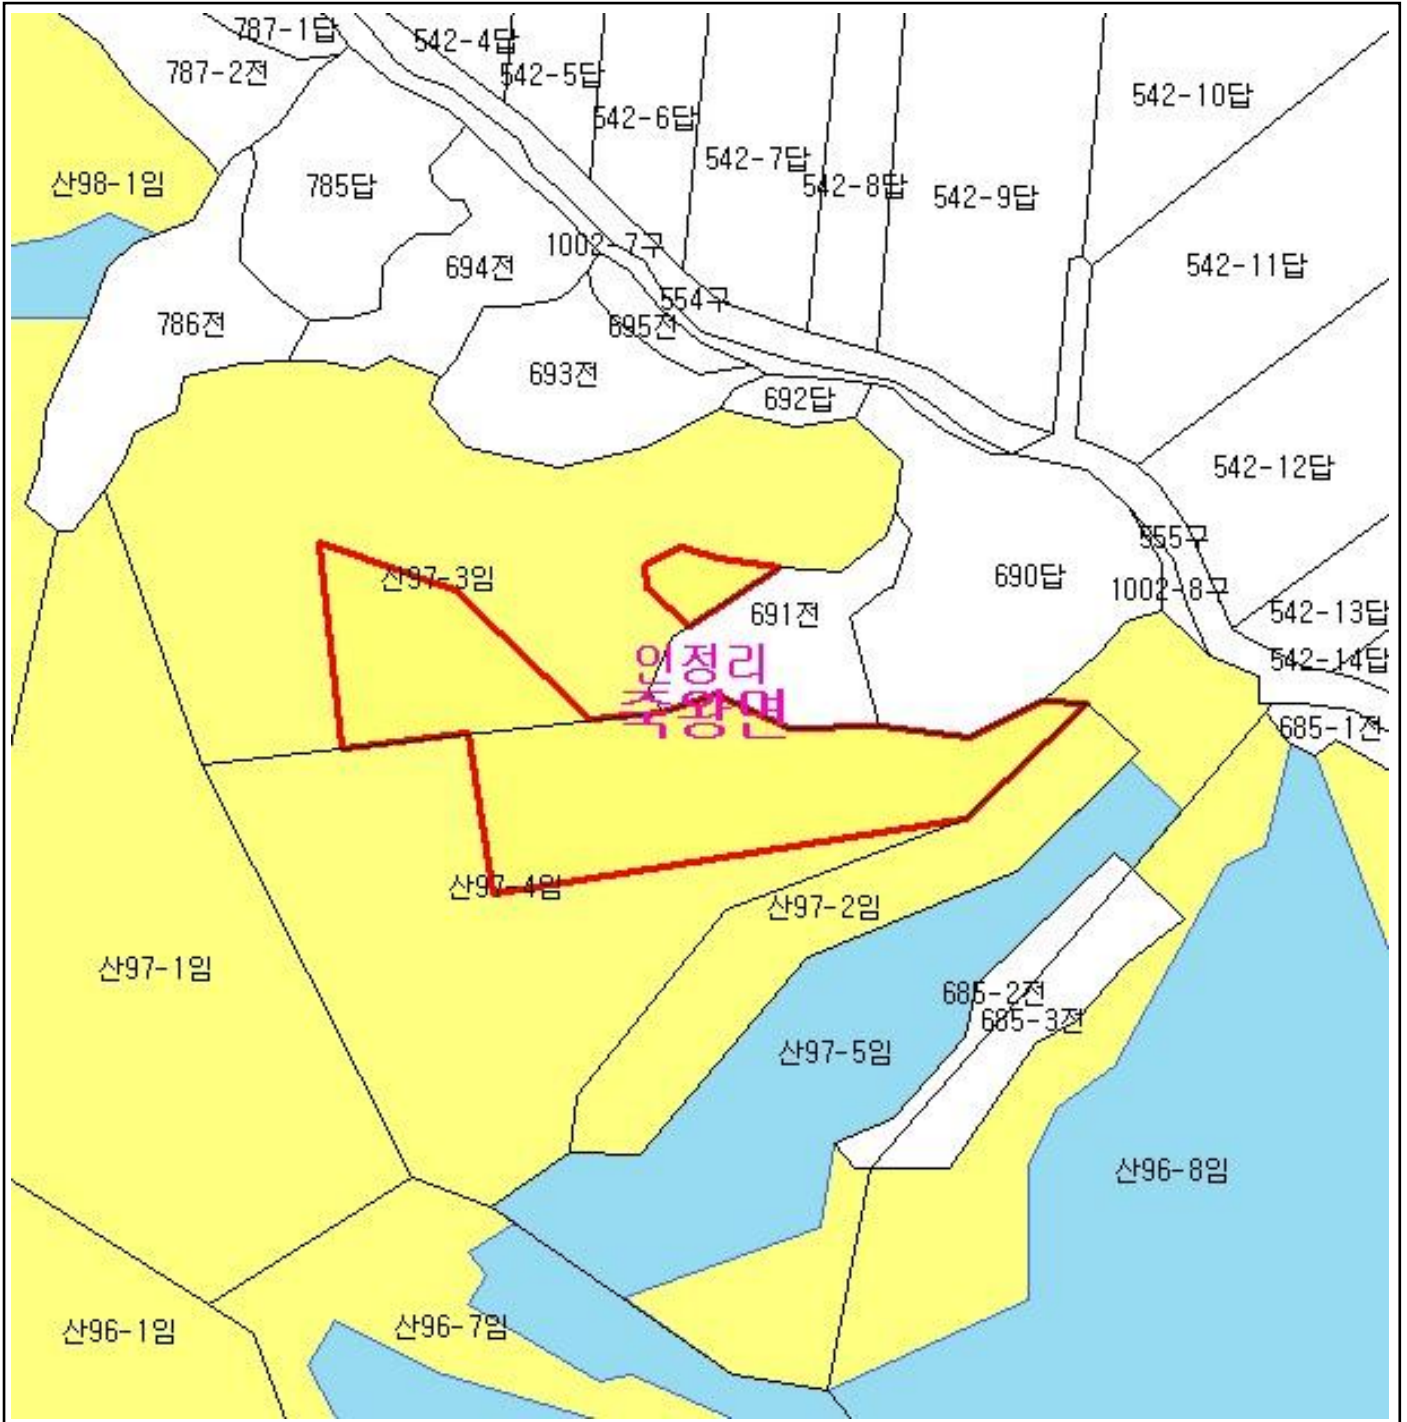 787-1답
542-4답
787-2전
542-5답
542-10답
542-6답
542-7답
산98-1임
785답
542-8답
542-9답
1002-7구
694전
542-11답
554구
786전
695전
693전
692답
542-12답
555구
산97-3임
690답
1002-8구
691전
542-13답
인정리
542-14답
죽왕면
685-1전
산97-4임
산97-2임
산97-1임
685-2전
685-3전
산97-5임
산96-8임
산96-1임
산96-7임